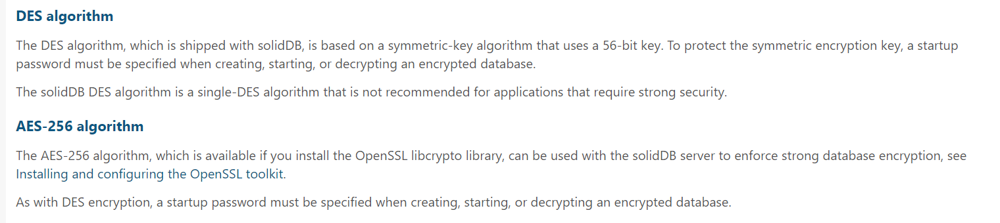 DES algorithm
The DES algorithm, which is shipped with solidDB, is based on a symmetric-key algorithm that uses a 56-bit key. To protect the symmetric encryption key, a startup
password must be specified when creating, starting, or decrypting an encrypted database.
The solidDB DES algorithm is a single-DES algorithm that is not recommended for applications that require strong security.
AES-256 algorithm
The AES-256 algorithm, which is available if you install the OpenSSL libcrypto library, can be used with the solidDB server to enforce strong database encryption, see
Installing and configuring the OpenSSL toolkit.
As with DES encryption, a startup password must be specified when creating, starting, or decrypting an encrypted database.